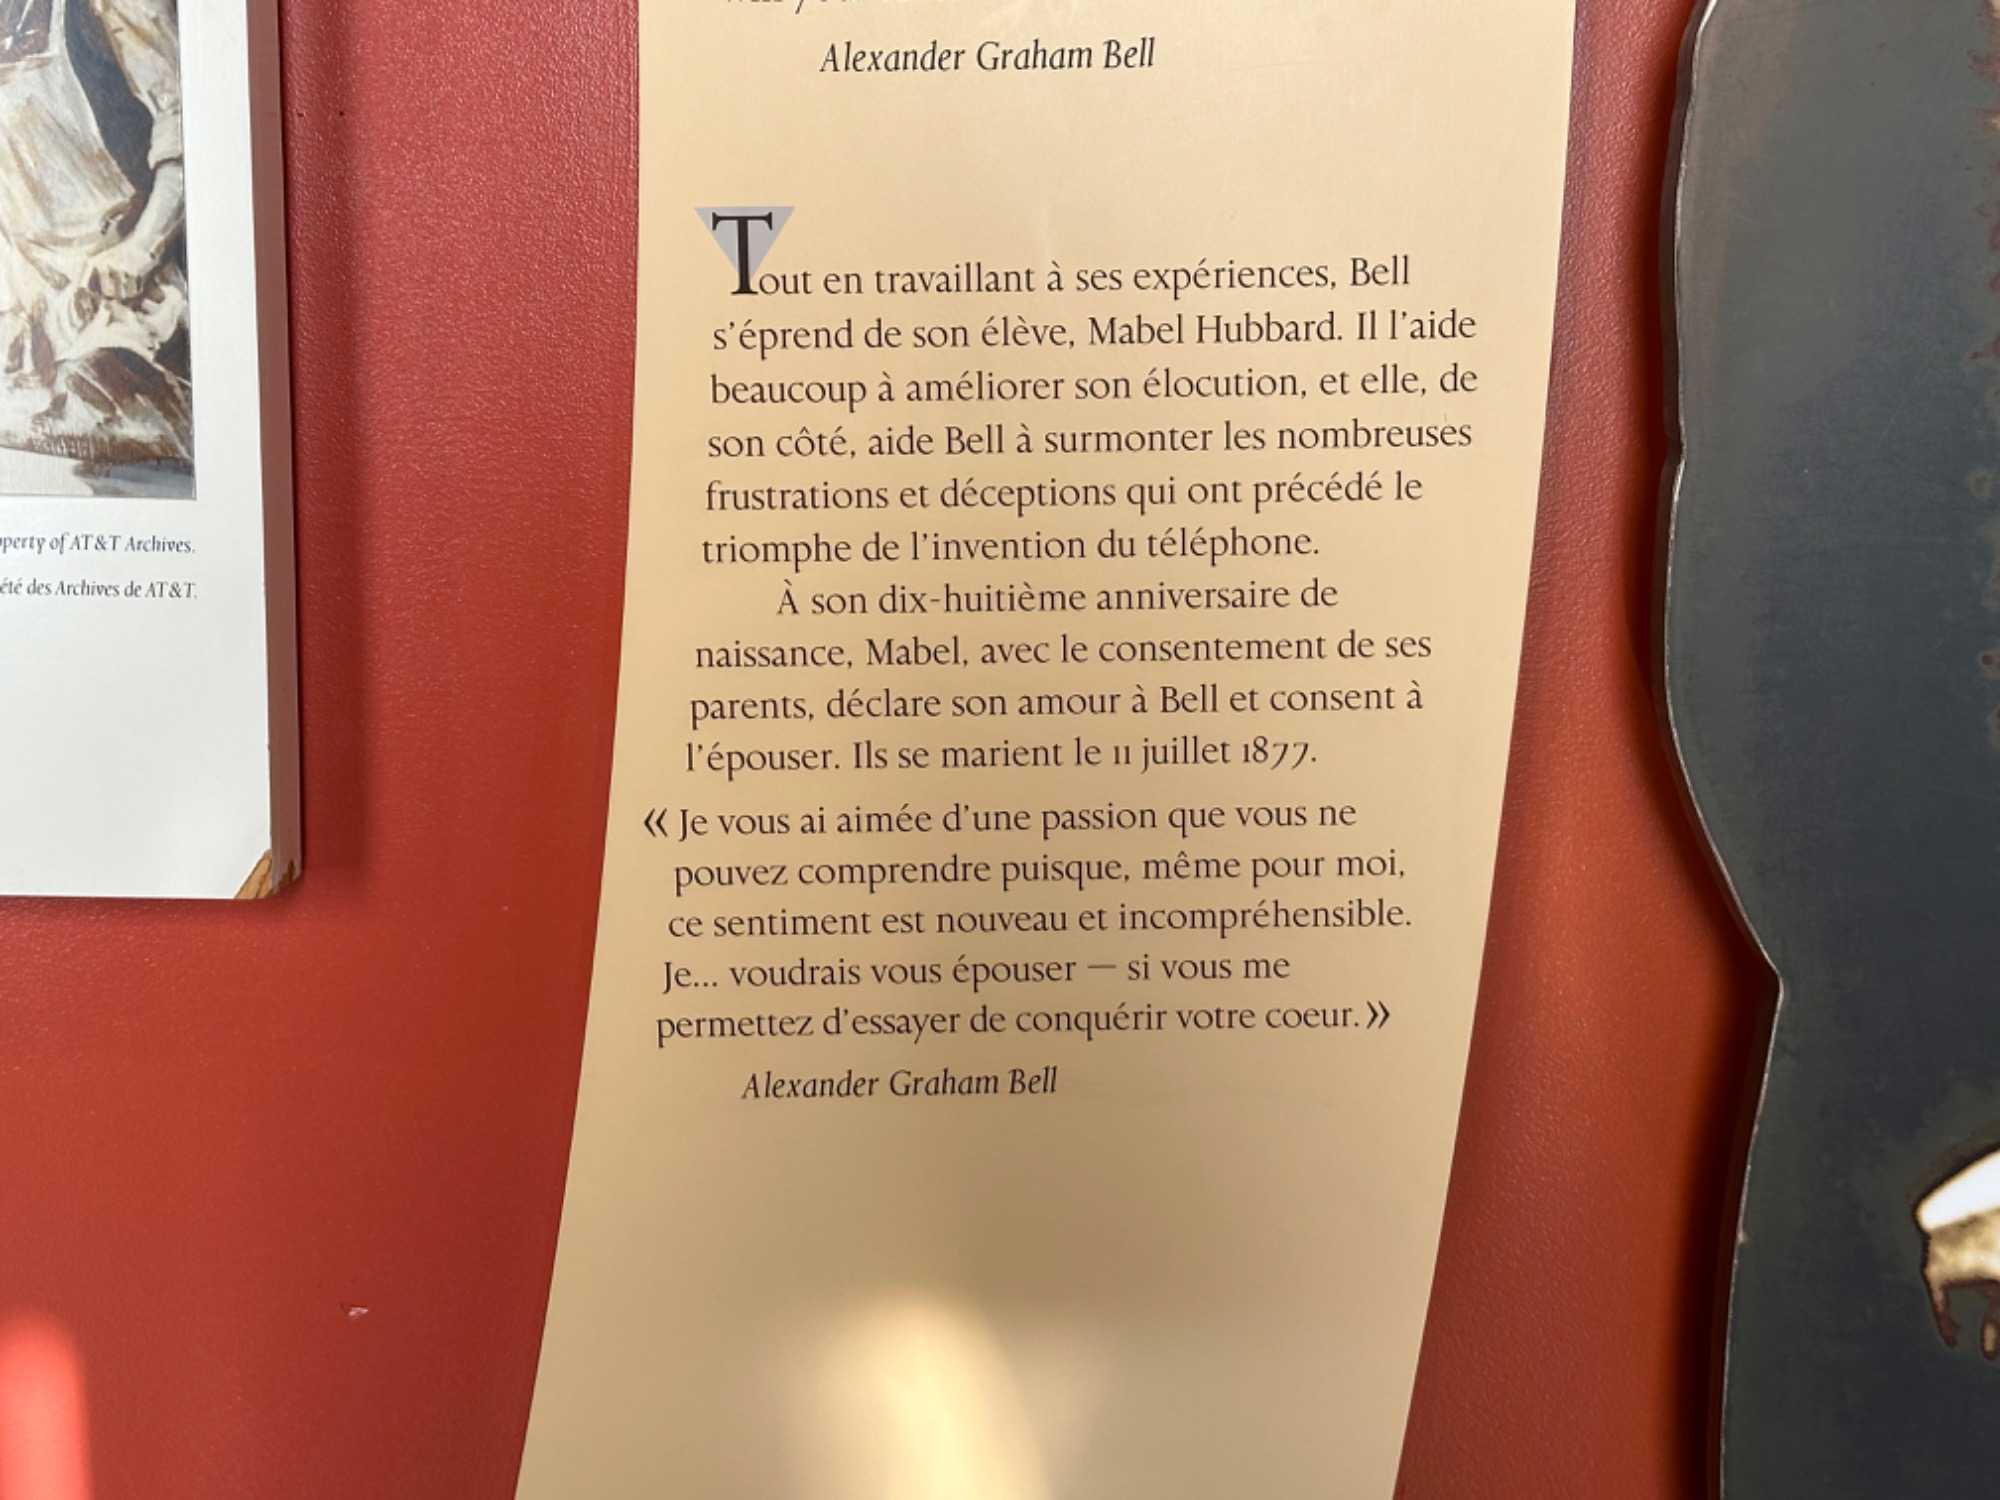 Alexander Graham Bell
Tout en travaillant à ses expériences, Bell
s'éprend de son élève, Mabel Hubbard. Il l'aide
beaucoup à améliorer son élocution, et elle, de
son côté, aide Bell à surmonter les nombreuses
frustrations et déceptions qui ont précédé le
triomphe de l'invention du téléphone.
À son dix-huitième anniversaire de
naissance, Mabel, avec le consentement de ses
parents, déclare son amour à Bell et consent à
l'épouser. Ils se marient le 11 juillet 1877.
« Je vous ai aimée d'une passion que vous ne
pouvez comprendre puisque, même pour moi,
ce sentiment est nouveau et incompréhensible.
Je... voudrais vous épouser — si vous me
permettez d'essayer de conquérir votre coeur. »
Alexander Graham Bell
of AT&T Archives.
des Archives de AT&T.